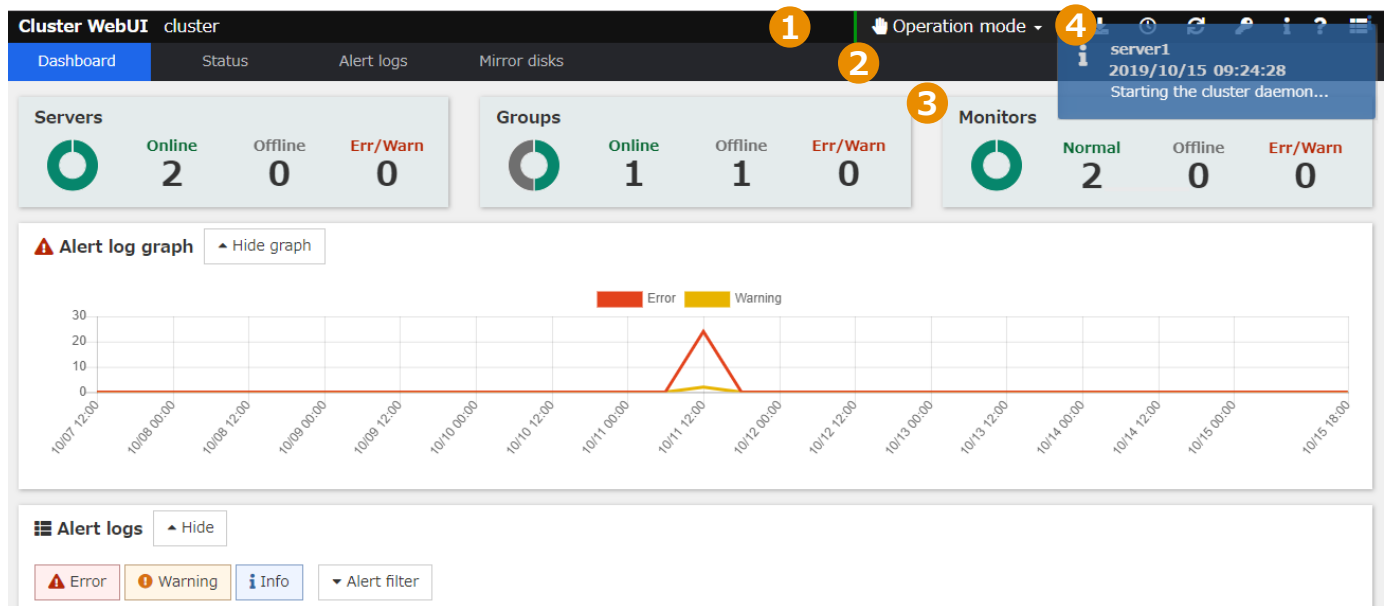 Cluster WebUI cluster 1 Operation mode 4
Dashboard Status Alert logs Mirror disks 2
server1
2019/10/15 09:24:28
Starting the cluster daemon...
3
Servers
Online Offline Err/Warn
2 0 0
Groups
Online Offline Err/Warn
1 1 0
Monitors
Normal Offline Err/Warn
2 0 0
Alert log graph Hide graph
Error Warning
30
20
10
0
10/07 12:00 10/08 00:00 10/08 12:00 10/09 00:00 10/09 12:00 10/10 00:00 10/10 12:00 10/11 00:00 10/11 12:00 10/12 00:00 10/12 12:00 10/13 00:00 10/13 12:00 10/14 00:00 10/14 12:00 10/15 00:00 10/15 18:00
Alert logs Hide
Error Warning Info Alert filter